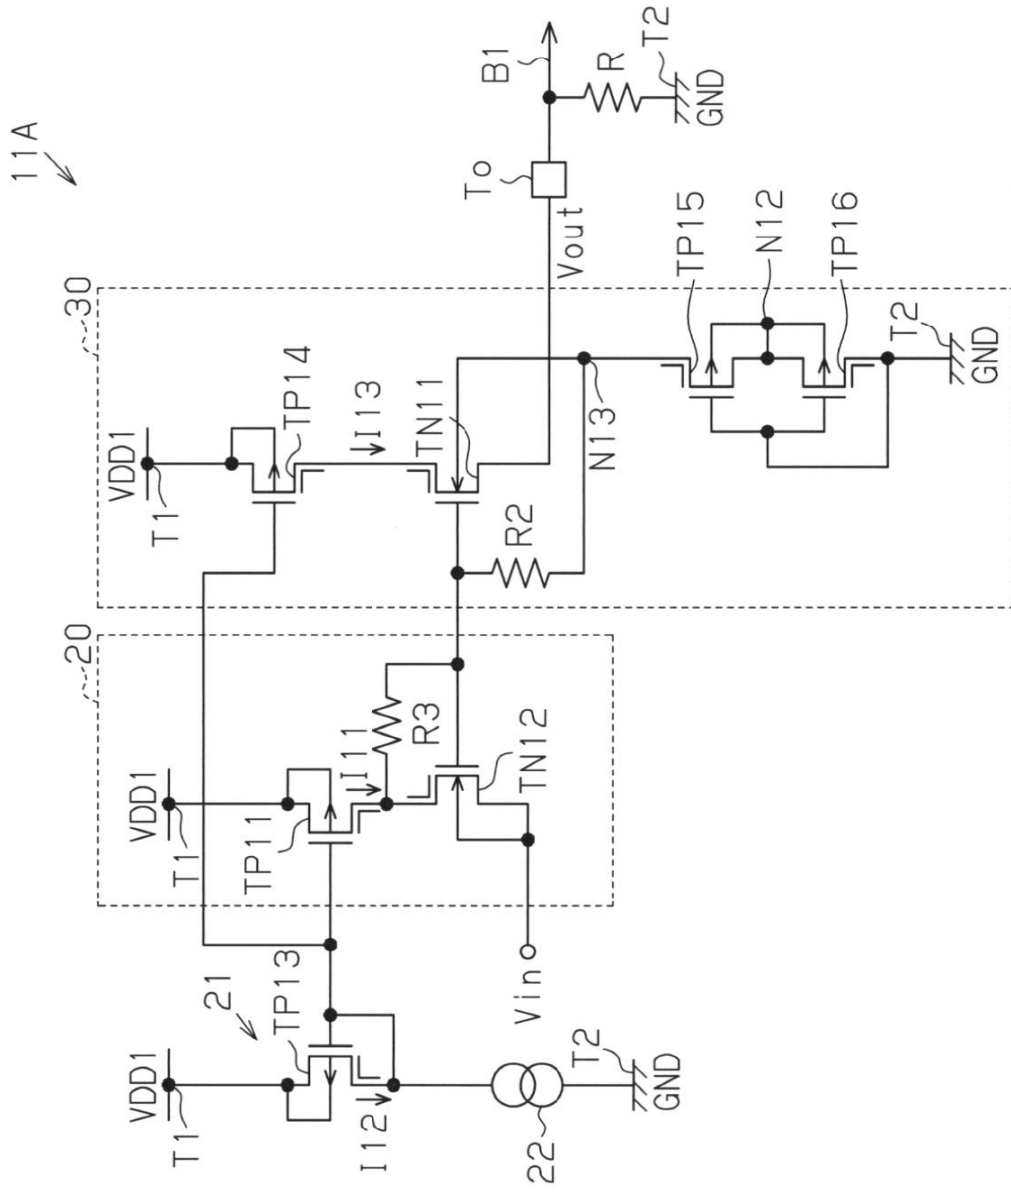 11A
30
20
VDD1
T1
TP14
I13
TN11
R2
N13
Vout
To
B1
R
T2
GND
TP15
N12
TP16
T2
GND
VDD1
T1
TP11
I11
R3
TN12
Vin
21
VDD1
T1
TP13
I12
22
T2
GND